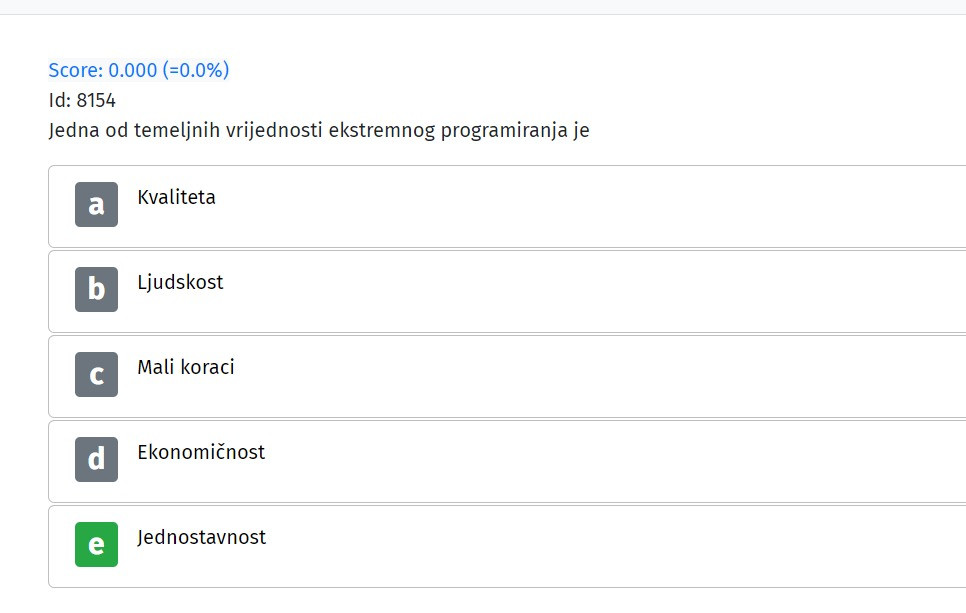 Score: 0.000 (=0.0%)
Id: 8154
Jedna od temeljnih vrijednosti ekstremnog programiranja je
a Kvaliteta
b Ljudskost
c Mali koraci
d Ekonomičnost
e Jednostavnost